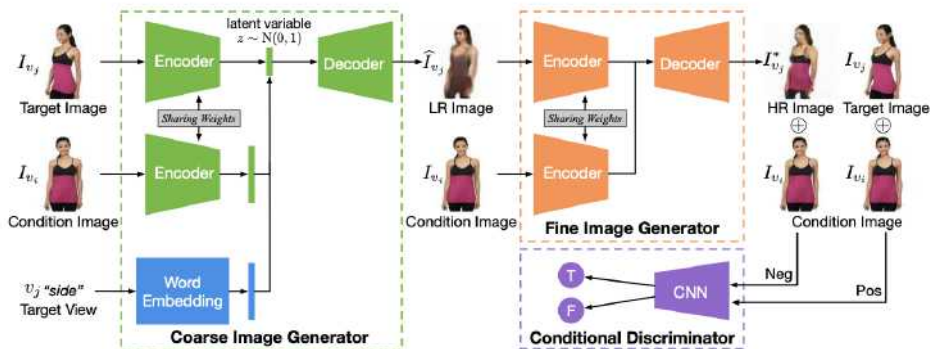 latent variable
z ~ N(0, 1)
I_{v_j}
Target Image
Encoder
Decoder
Î_{v_j}
LR Image
Sharing Weights
I_{v_i}
Condition Image
Encoder
v_j "side"
Target View
Word
Embedding
Coarse Image Generator
Encoder
Decoder
I*_{v_j}
HR Image
I_{v_j}
Target Image
Sharing Weights
⊕ ⊕
I_{v_i}
Condition Image
Encoder
I_{v_i} I_{v_i}
Condition Image
Fine Image Generator
T
F
CNN
Neg
Pos
Conditional Discriminator